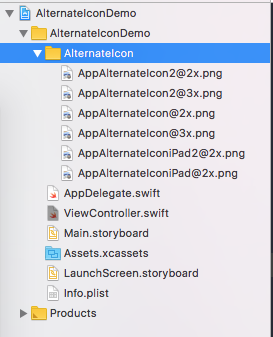 AlternateIconDemo
AlternateIconDemo
AlternateIcon
AppAlternateIcon2@2x.png
AppAlternateIcon2@3x.png
AppAlternateIcon@2x.png
AppAlternateIcon@3x.png
AppAlternateIconiPad2@2x.png
AppAlternateIconiPad@2x.png
AppDelegate.swift
ViewController.swift
Main.storyboard
Assets.xcassets
LaunchScreen.storyboard
Info.plist
Products